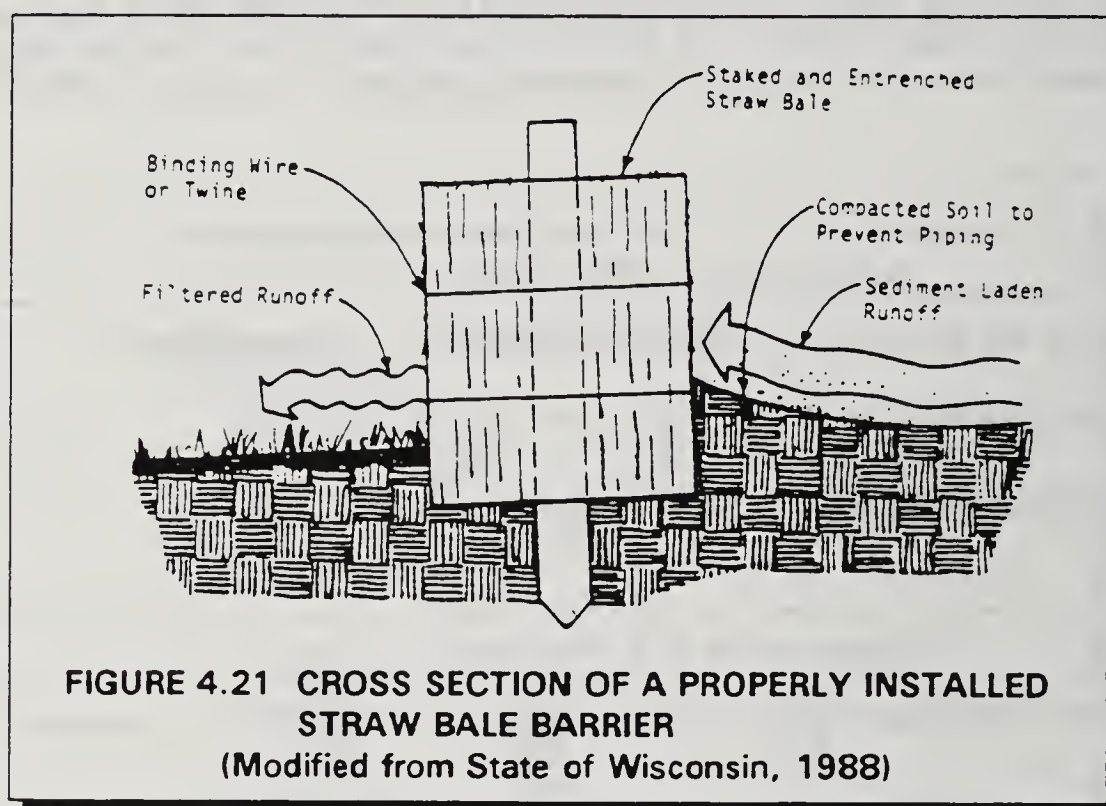 Staked and Entrenched
Straw Bale
Binding Wire
or Twine
Compacted Soil to
Prevent Piping
Filtered Runoff
Sediment Laden
Runoff
FIGURE 4.21 CROSS SECTION OF A PROPERLY INSTALLED
STRAW BALE BARRIER
(Modified from State of Wisconsin, 1988)